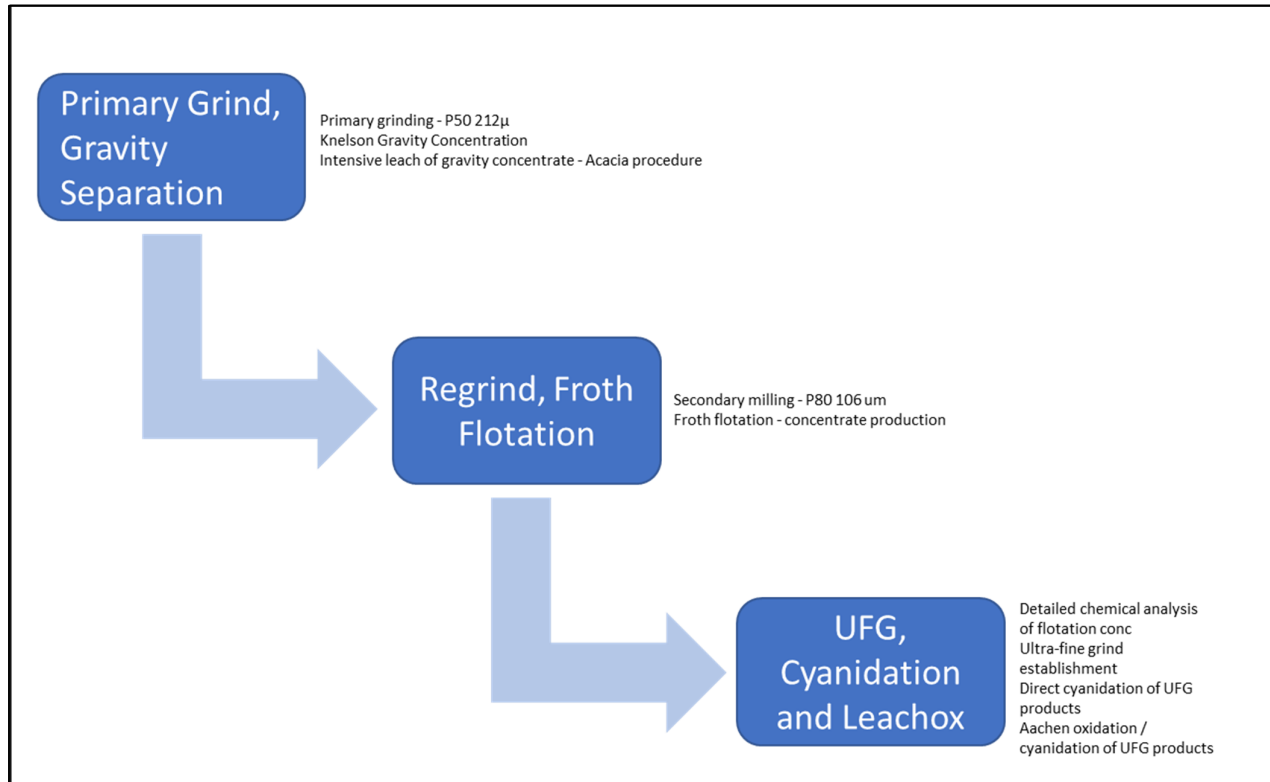 Primary Grind,
Gravity
Separation
Primary grinding - P50 212µ
Knelson Gravity Concentration
Intensive leach of gravity concentrate - Acacia procedure
Regrind, Froth
Flotation
Secondary milling - P80 106 um
Froth flotation - concentrate production
UFG,
Cyanidation
and Leachox
Detailed chemical analysis
of flotation conc
Ultra-fine grind
establishment
Direct cyanidation of UFG
products
Aachen oxidation /
cyanidation of UFG products